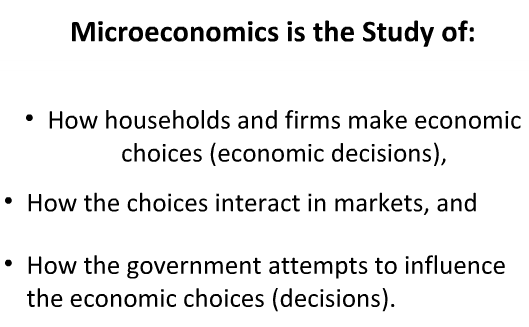 Microeconomics is the Study of:
• How households and firms make economic
choices (economic decisions),
• How the choices interact in markets, and
• How the government attempts to influence
the economic choices (decisions).